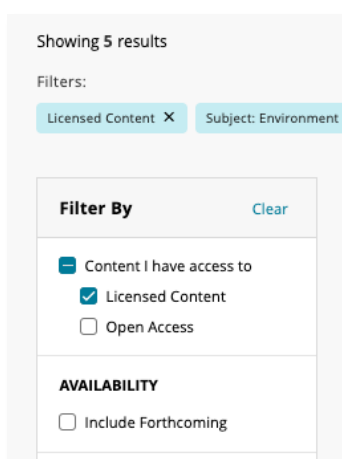 Showing 5 results
Filters:
Licensed Content ✕ Subject: Environment
Filter By Clear
Content I have access to
Licensed Content
Open Access
AVAILABILITY
Include Forthcoming